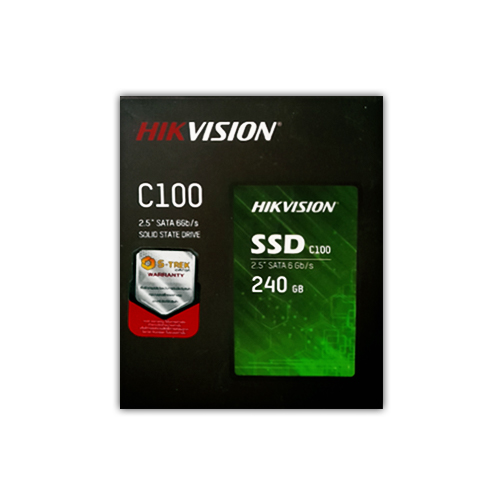 HIKVISION
C100
2.5" SATA 6Gb/s
SOLID STATE DRIVE
G-TREK
WARRANTY
HIKVISION
SSD C100
2.5" SATA 6 Gb/s
240 GB